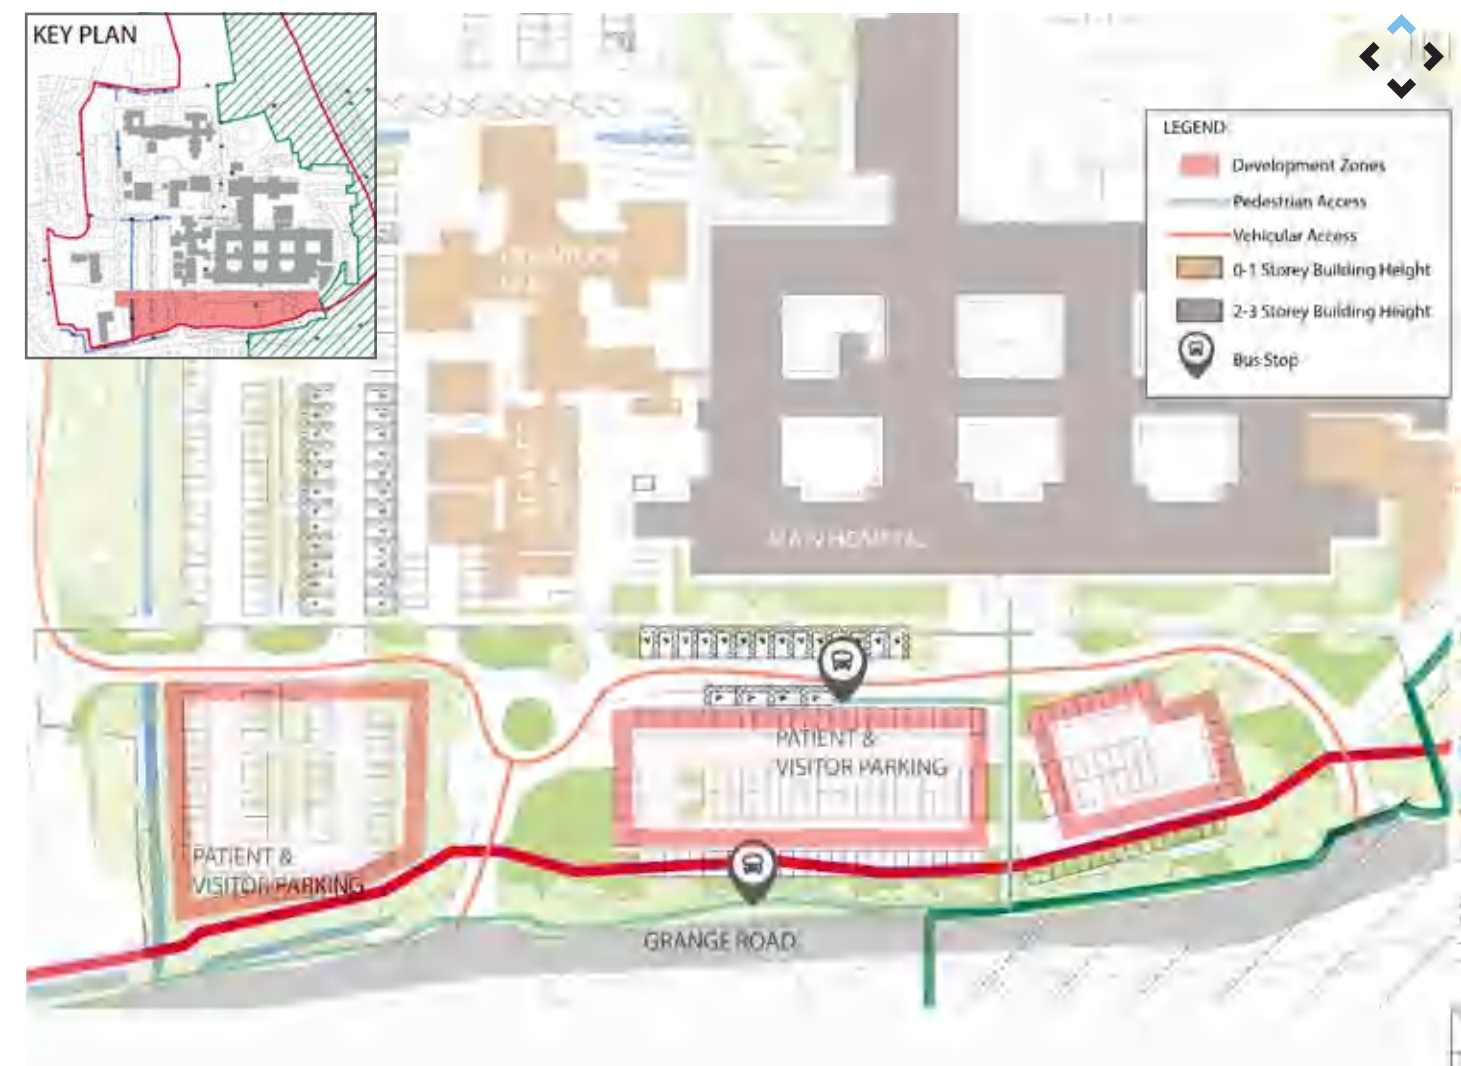 KEY PLAN
LEGEND
Development Zones
Pedestrian Access
Vehicular Access
0-1 Storey Building Height
2-3 Storey Building Height
Bus Stop
MAIN HOSPITAL
PATIENT &
VISITOR PARKING
PATIENT &
VISITOR PARKING
GRANGE ROAD